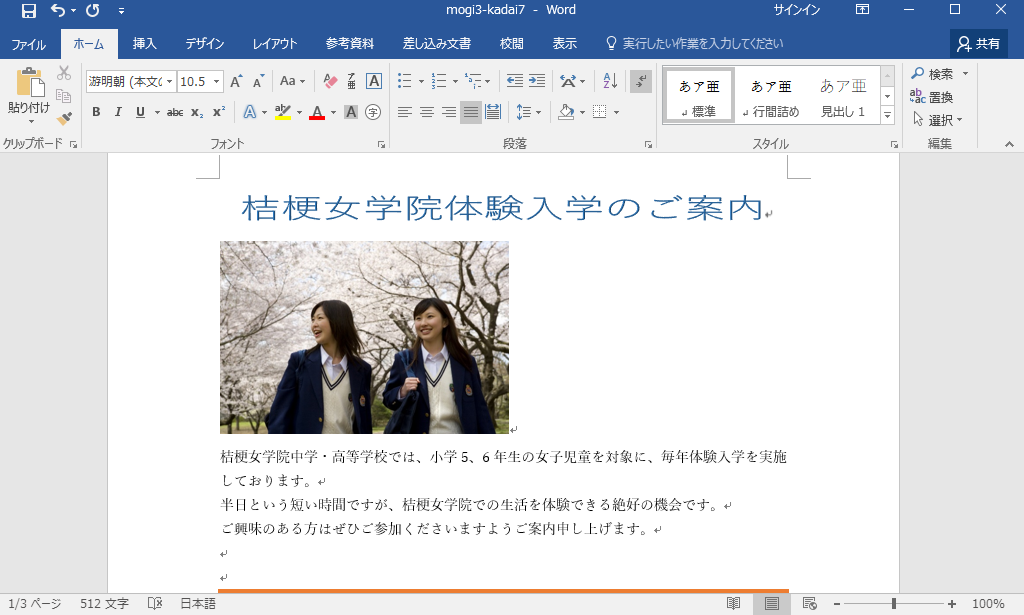 mogi3-kadai7 - Word
サインイン
ファイル ホーム 挿入 デザイン レイアウト 参考資料 差し込み文書 校閲 表示 実行したい作業を入力してください 共有
游明朝 (本文の 10.5
Aa
貼り付け
B I U abc x₂ x²
あア亜 あア亜 あア亜
標準 行間詰め 見出し 1
検索
置換
選択
クリップボード フォント 段落 スタイル 編集
桔梗女学院体験入学のご案内
桔梗女学院中学・高等学校では、小学 5、6 年生の女子児童を対象に、毎年体験入学を実施
しております。
半日という短い時間ですが、桔梗女学院での生活を体験できる絶好の機会です。
ご興味のある方はぜひご参加くださいますようご案内申し上げます。
1/3 ページ 512 文字 日本語 100%